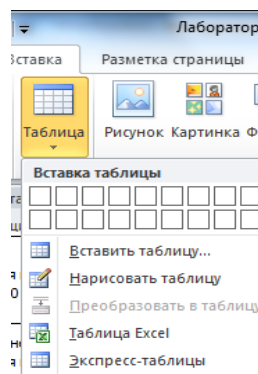 Лаборатор
Вставка Разметка страницы
Таблица Рисунок Картинка Ф
Вставка таблицы
Вставить таблицу...
Нарисовать таблицу
Преобразовать в таблицу
Таблица Excel
Экспресс-таблицы